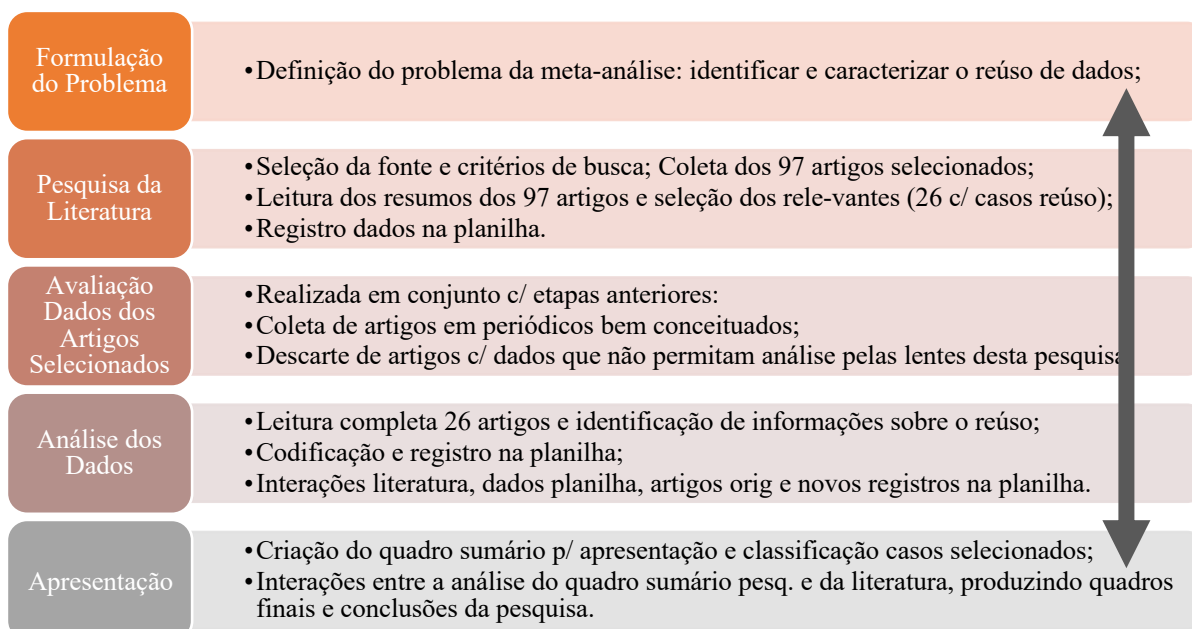 Formulação
do Problema
•Definição do problema da meta-análise: identificar e caracterizar o reúso de dados;
Pesquisa da
Literatura
•Seleção da fonte e critérios de busca; Coleta dos 97 artigos selecionados;
•Leitura dos resumos dos 97 artigos e seleção dos rele-vantes (26 c/ casos reúso);
•Registro dados na planilha.
Avaliação
Dados dos
Artigos
Selecionados
•Realizada em conjunto c/ etapas anteriores:
•Coleta de artigos em periódicos bem conceituados;
•Descarte de artigos c/ dados que não permitam análise pelas lentes desta pesquisa
Análise dos
Dados
•Leitura completa 26 artigos e identificação de informações sobre o reúso;
•Codificação e registro na planilha;
•Interações literatura, dados planilha, artigos orig e novos registros na planilha.
Apresentação
•Criação do quadro sumário p/ apresentação e classificação casos selecionados;
•Interações entre a análise do quadro sumário pesq. e da literatura, produzindo quadros
finais e conclusões da pesquisa.